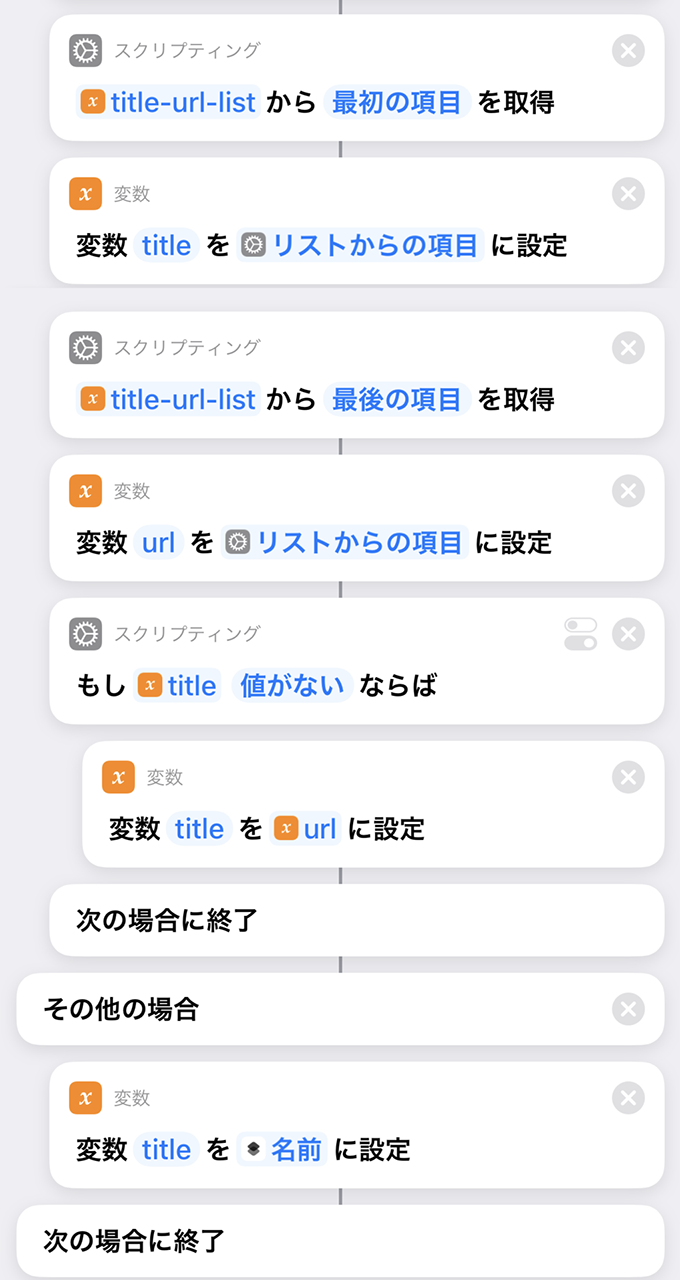 スクリプティング
title-url-list から 最初の項目 を取得
変数
変数 title を リストからの項目 に設定
スクリプティング
title-url-list から 最後の項目 を取得
変数
変数 url を リストからの項目 に設定
スクリプティング
もし title 値がない ならば
変数
変数 title を url に設定
次の場合に終了
その他の場合
変数
変数 title を 名前 に設定
次の場合に終了